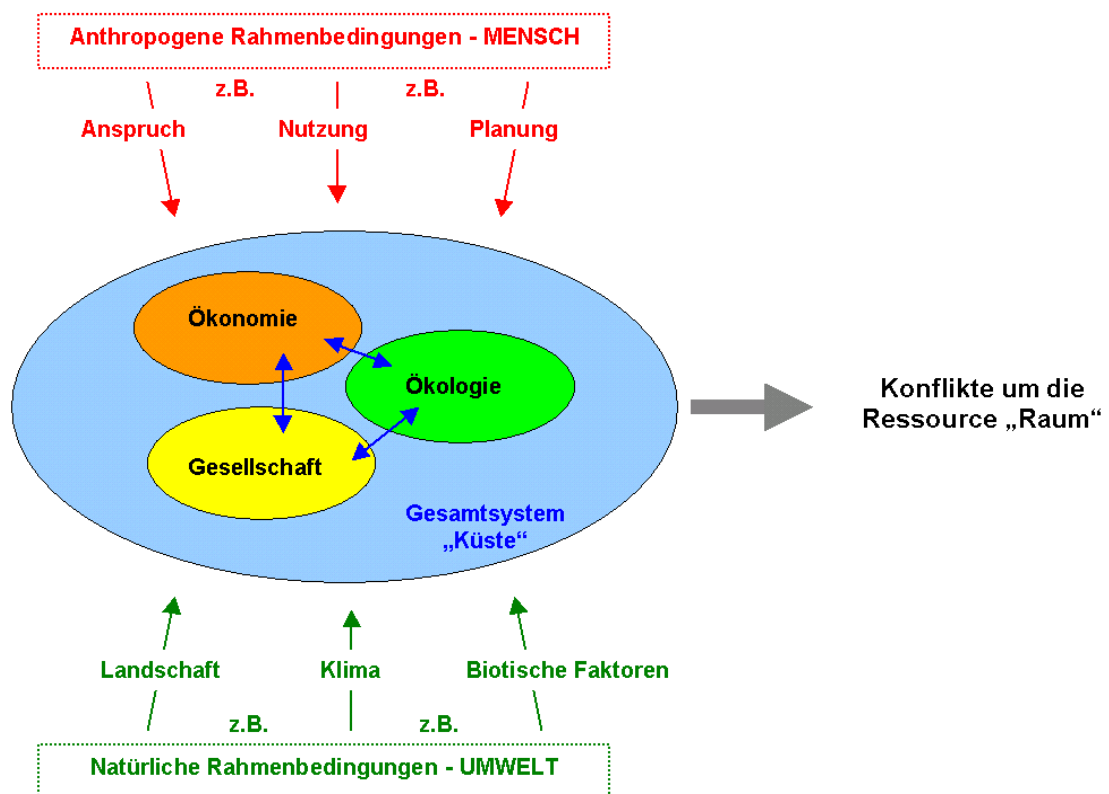 Anthropogene Rahmenbedingungen - MENSCH
z.B. z.B.
Anspruch Nutzung Planung
Ökonomie
Ökologie
Gesellschaft
Gesamtsystem
„Küste“
Konflikte um die
Ressource „Raum“
Landschaft Klima Biotische Faktoren
z.B. z.B.
Natürliche Rahmenbedingungen - UMWELT